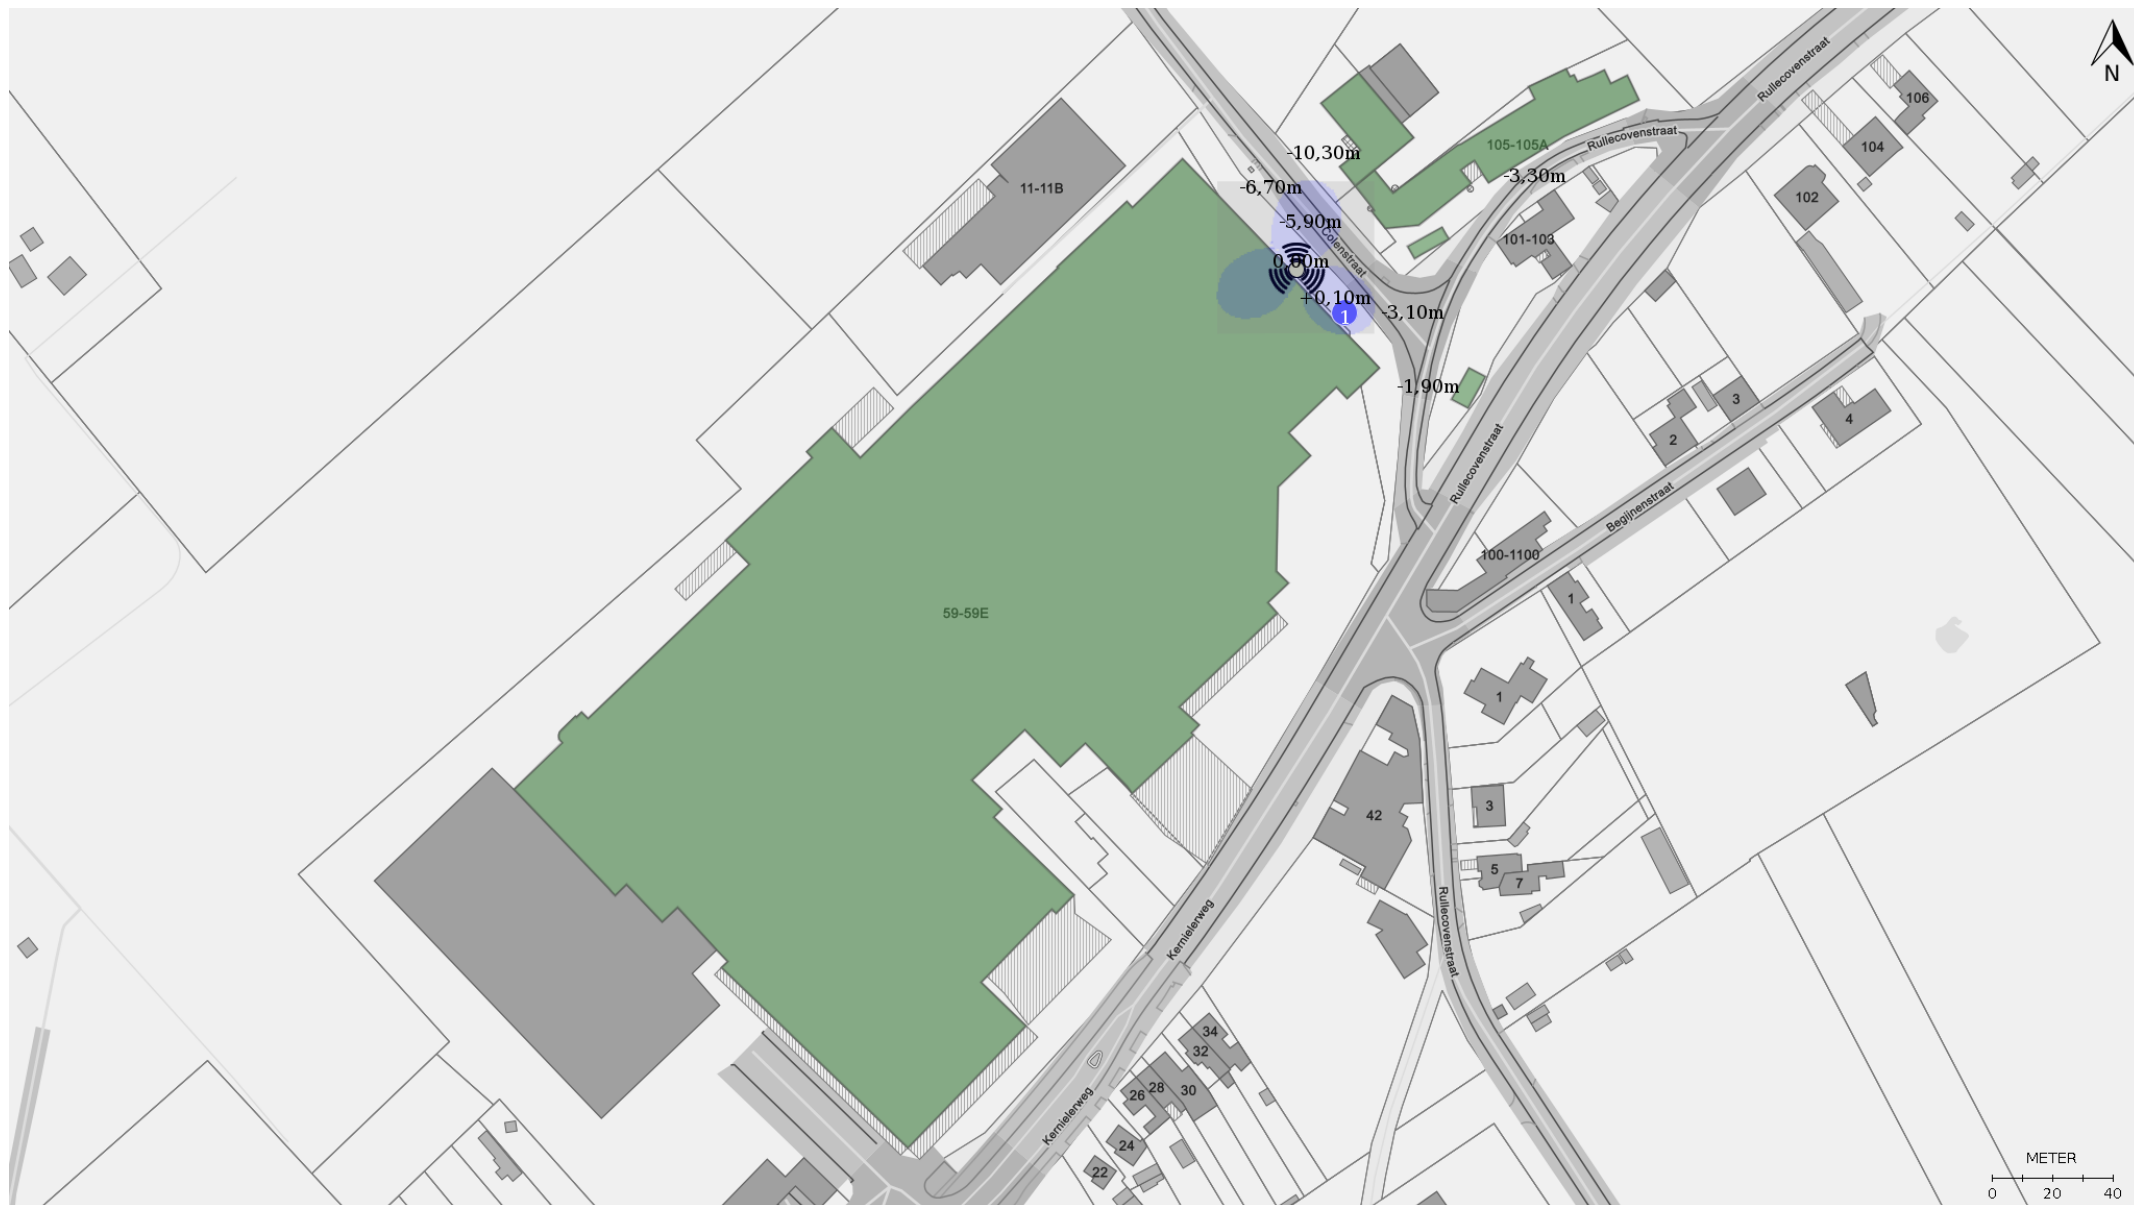 Rullecovenstraat
N
106
-10,30m
105-105A
Rullecovenstraat
104
-3,30m
11-11B
-6,70m
102
-5,90m
Colenstraat
101-103
0,00m
+0,10m
1
-3,10m
-1,90m
3
4
2
Rullecovenstraat
Begijnenstraat
100-1100
1
59-59E
1
3
42
5
7
Rullecovenstraat
Kernielerweg
34
32
28
30
26
Kernielerweg
24
22
METER
0 20 40